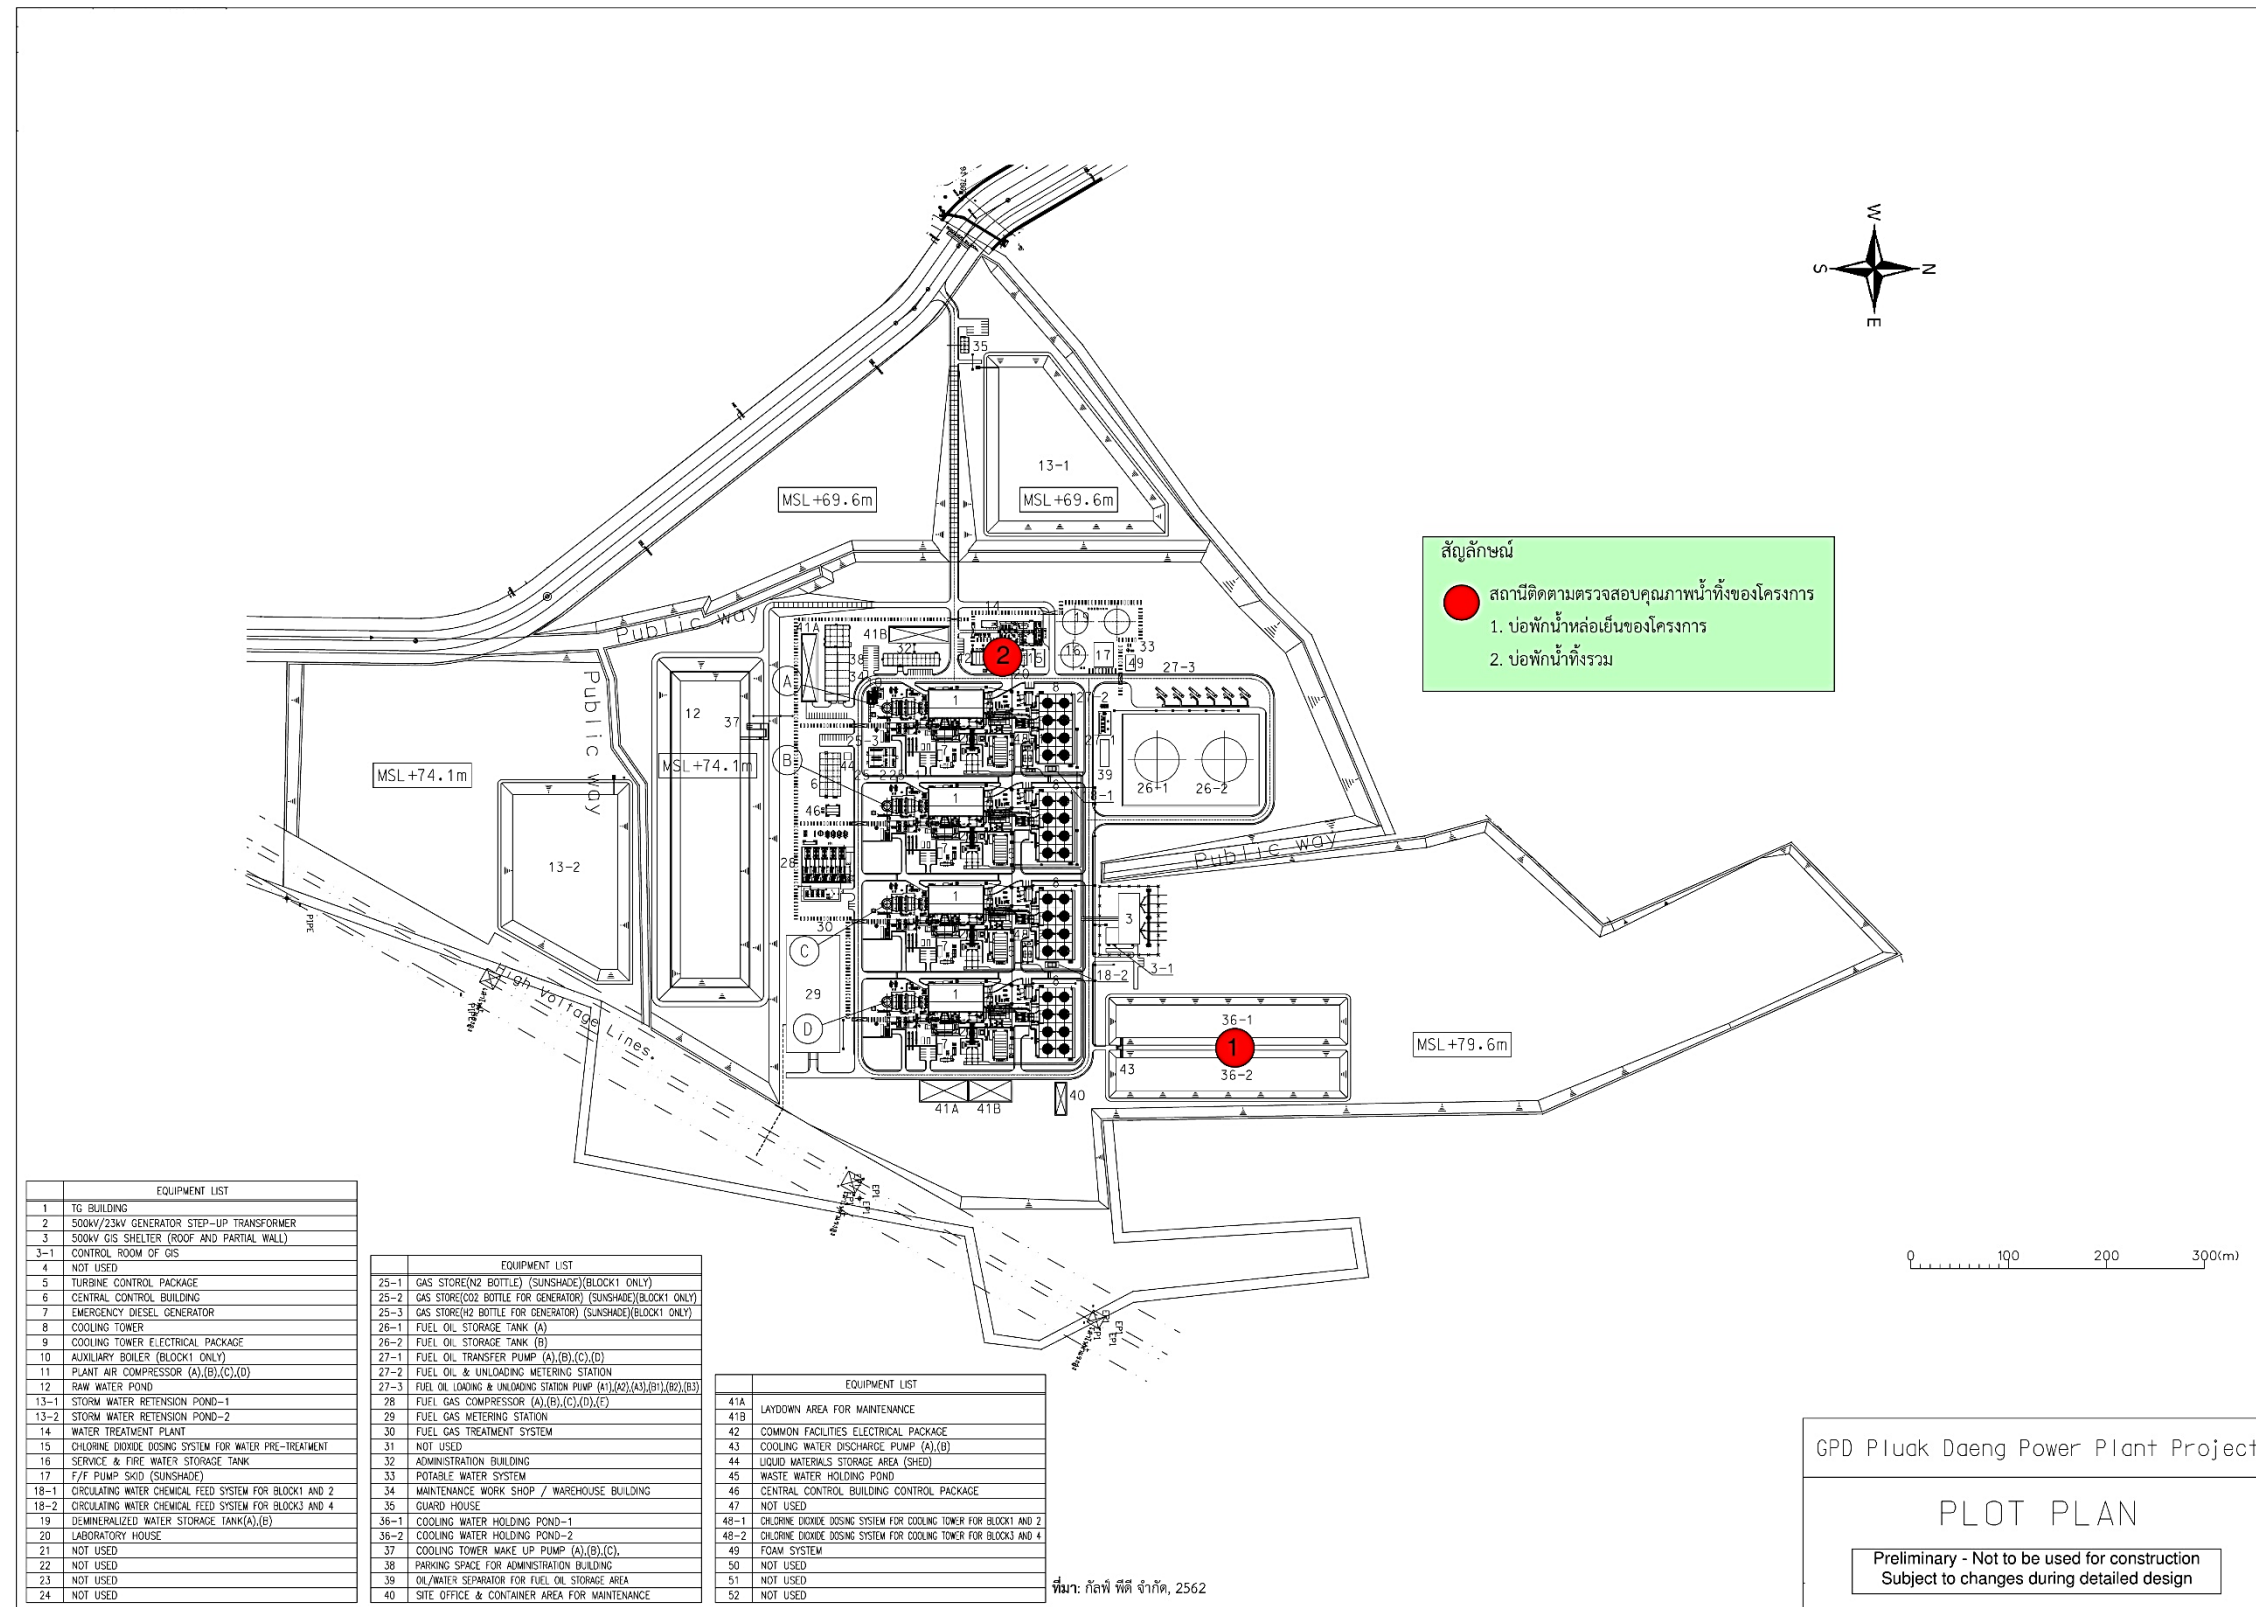 W
S
N
E
35
13-1
MSL+69.6m
MSL+69.6m
สัญลักษณ์
สถานีติดตามตรวจสอบคุณภาพน้ำทิ้งของโครงการ
1. บ่อพักน้ำหล่อเย็นของโครงการ
2. บ่อพักน้ำทิ้งรวม
Public way
Public way
41A
41B
14
19
32
38
34
42
2
15
16
17
33
49
27-3
A
20
8
27-2
12
37
1
25-3
27-1
B
MSL+74.1m
MSL+74.1m
44
25-2
25-1
7
39
26-1
26-2
6
18-1
46
Public way
28
13-2
3
30
C
3-1
18-2
PIPE
High Voltage Lines.
29
D
36-1
1
MSL+79.6m
43
36-2
41A
41B
40
EP1
0 100 200 300(m)
EQUIPMENT LIST
1 TG BUILDING
2 500kV/23kV GENERATOR STEP-UP TRANSFORMER
3 500kV GIS SHELTER (ROOF AND PARTIAL WALL)
3-1 CONTROL ROOM OF GIS
4 NOT USED
5 TURBINE CONTROL PACKAGE
6 CENTRAL CONTROL BUILDING
7 EMERGENCY DIESEL GENERATOR
8 COOLING TOWER
9 COOLING TOWER ELECTRICAL PACKAGE
10 AUXILIARY BOILER (BLOCK1 ONLY)
11 PLANT AIR COMPRESSOR (A),(B),(C),(D)
12 RAW WATER POND
13-1 STORM WATER RETENSION POND-1
13-2 STORM WATER RETENSION POND-2
14 WATER TREATMENT PLANT
15 CHLORINE DIOXIDE DOSING SYSTEM FOR WATER PRE-TREATMENT
16 SERVICE & FIRE WATER STORAGE TANK
17 F/F PUMP SKID (SUNSHADE)
18-1 CIRCULATING WATER CHEMICAL FEED SYSTEM FOR BLOCK1 AND 2
18-2 CIRCULATING WATER CHEMICAL FEED SYSTEM FOR BLOCK3 AND 4
19 DEMINERALIZED WATER STORAGE TANK(A),(B)
20 LABORATORY HOUSE
21 NOT USED
22 NOT USED
23 NOT USED
24 NOT USED
EQUIPMENT LIST
25-1 GAS STORE(N2 BOTTLE) (SUNSHADE)(BLOCK1 ONLY)
25-2 GAS STORE(CO2 BOTTLE FOR GENERATOR) (SUNSHADE)(BLOCK1 ONLY)
25-3 GAS STORE(H2 BOTTLE FOR GENERATOR) (SUNSHADE)(BLOCK1 ONLY)
26-1 FUEL OIL STORAGE TANK (A)
26-2 FUEL OIL STORAGE TANK (B)
27-1 FUEL OIL TRANSFER PUMP (A),(B),(C),(D)
27-2 FUEL OIL & UNLOADING METERING STATION
27-3 FUEL OIL LOADING & UNLOADING STATION PUMP (A1),(A2),(A3),(B1),(B2),(B3)
28 FUEL GAS COMPRESSOR (A),(B),(C),(D),(E)
29 FUEL GAS METERING STATION
30 FUEL GAS TREATMENT SYSTEM
31 NOT USED
32 ADMINISTRATION BUILDING
33 POTABLE WATER SYSTEM
34 MAINTENANCE WORK SHOP / WAREHOUSE BUILDING
35 GUARD HOUSE
36-1 COOLING WATER HOLDING POND-1
36-2 COOLING WATER HOLDING POND-2
37 COOLING TOWER MAKE UP PUMP (A),(B),(C),
38 PARKING SPACE FOR ADMINISTRATION BUILDING
39 OIL/WATER SEPARATOR FOR FUEL OIL STORAGE AREA
40 SITE OFFICE & CONTAINER AREA FOR MAINTENANCE
EQUIPMENT LIST
41A LAYDOWN AREA FOR MAINTENANCE
41B
42 COMMON FACILITIES ELECTRICAL PACKAGE
43 COOLING WATER DISCHARGE PUMP (A),(B)
44 LIQUID MATERIALS STORAGE AREA (SHED)
45 WASTE WATER HOLDING POND
46 CENTRAL CONTROL BUILDING CONTROL PACKAGE
47 NOT USED
48-1 CHLORINE DIOXIDE DOSING SYSTEM FOR COOLING TOWER FOR BLOCK1 AND 2
48-2 CHLORINE DIOXIDE DOSING SYSTEM FOR COOLING TOWER FOR BLOCK3 AND 4
49 FOAM SYSTEM
50 NOT USED
51 NOT USED
52 NOT USED
ที่มา: กัลฟ์ พีดี จำกัด, 2562
GPD Pluak Daeng Power Plant Project
PLOT PLAN
Preliminary - Not to be used for construction
Subject to changes during detailed design